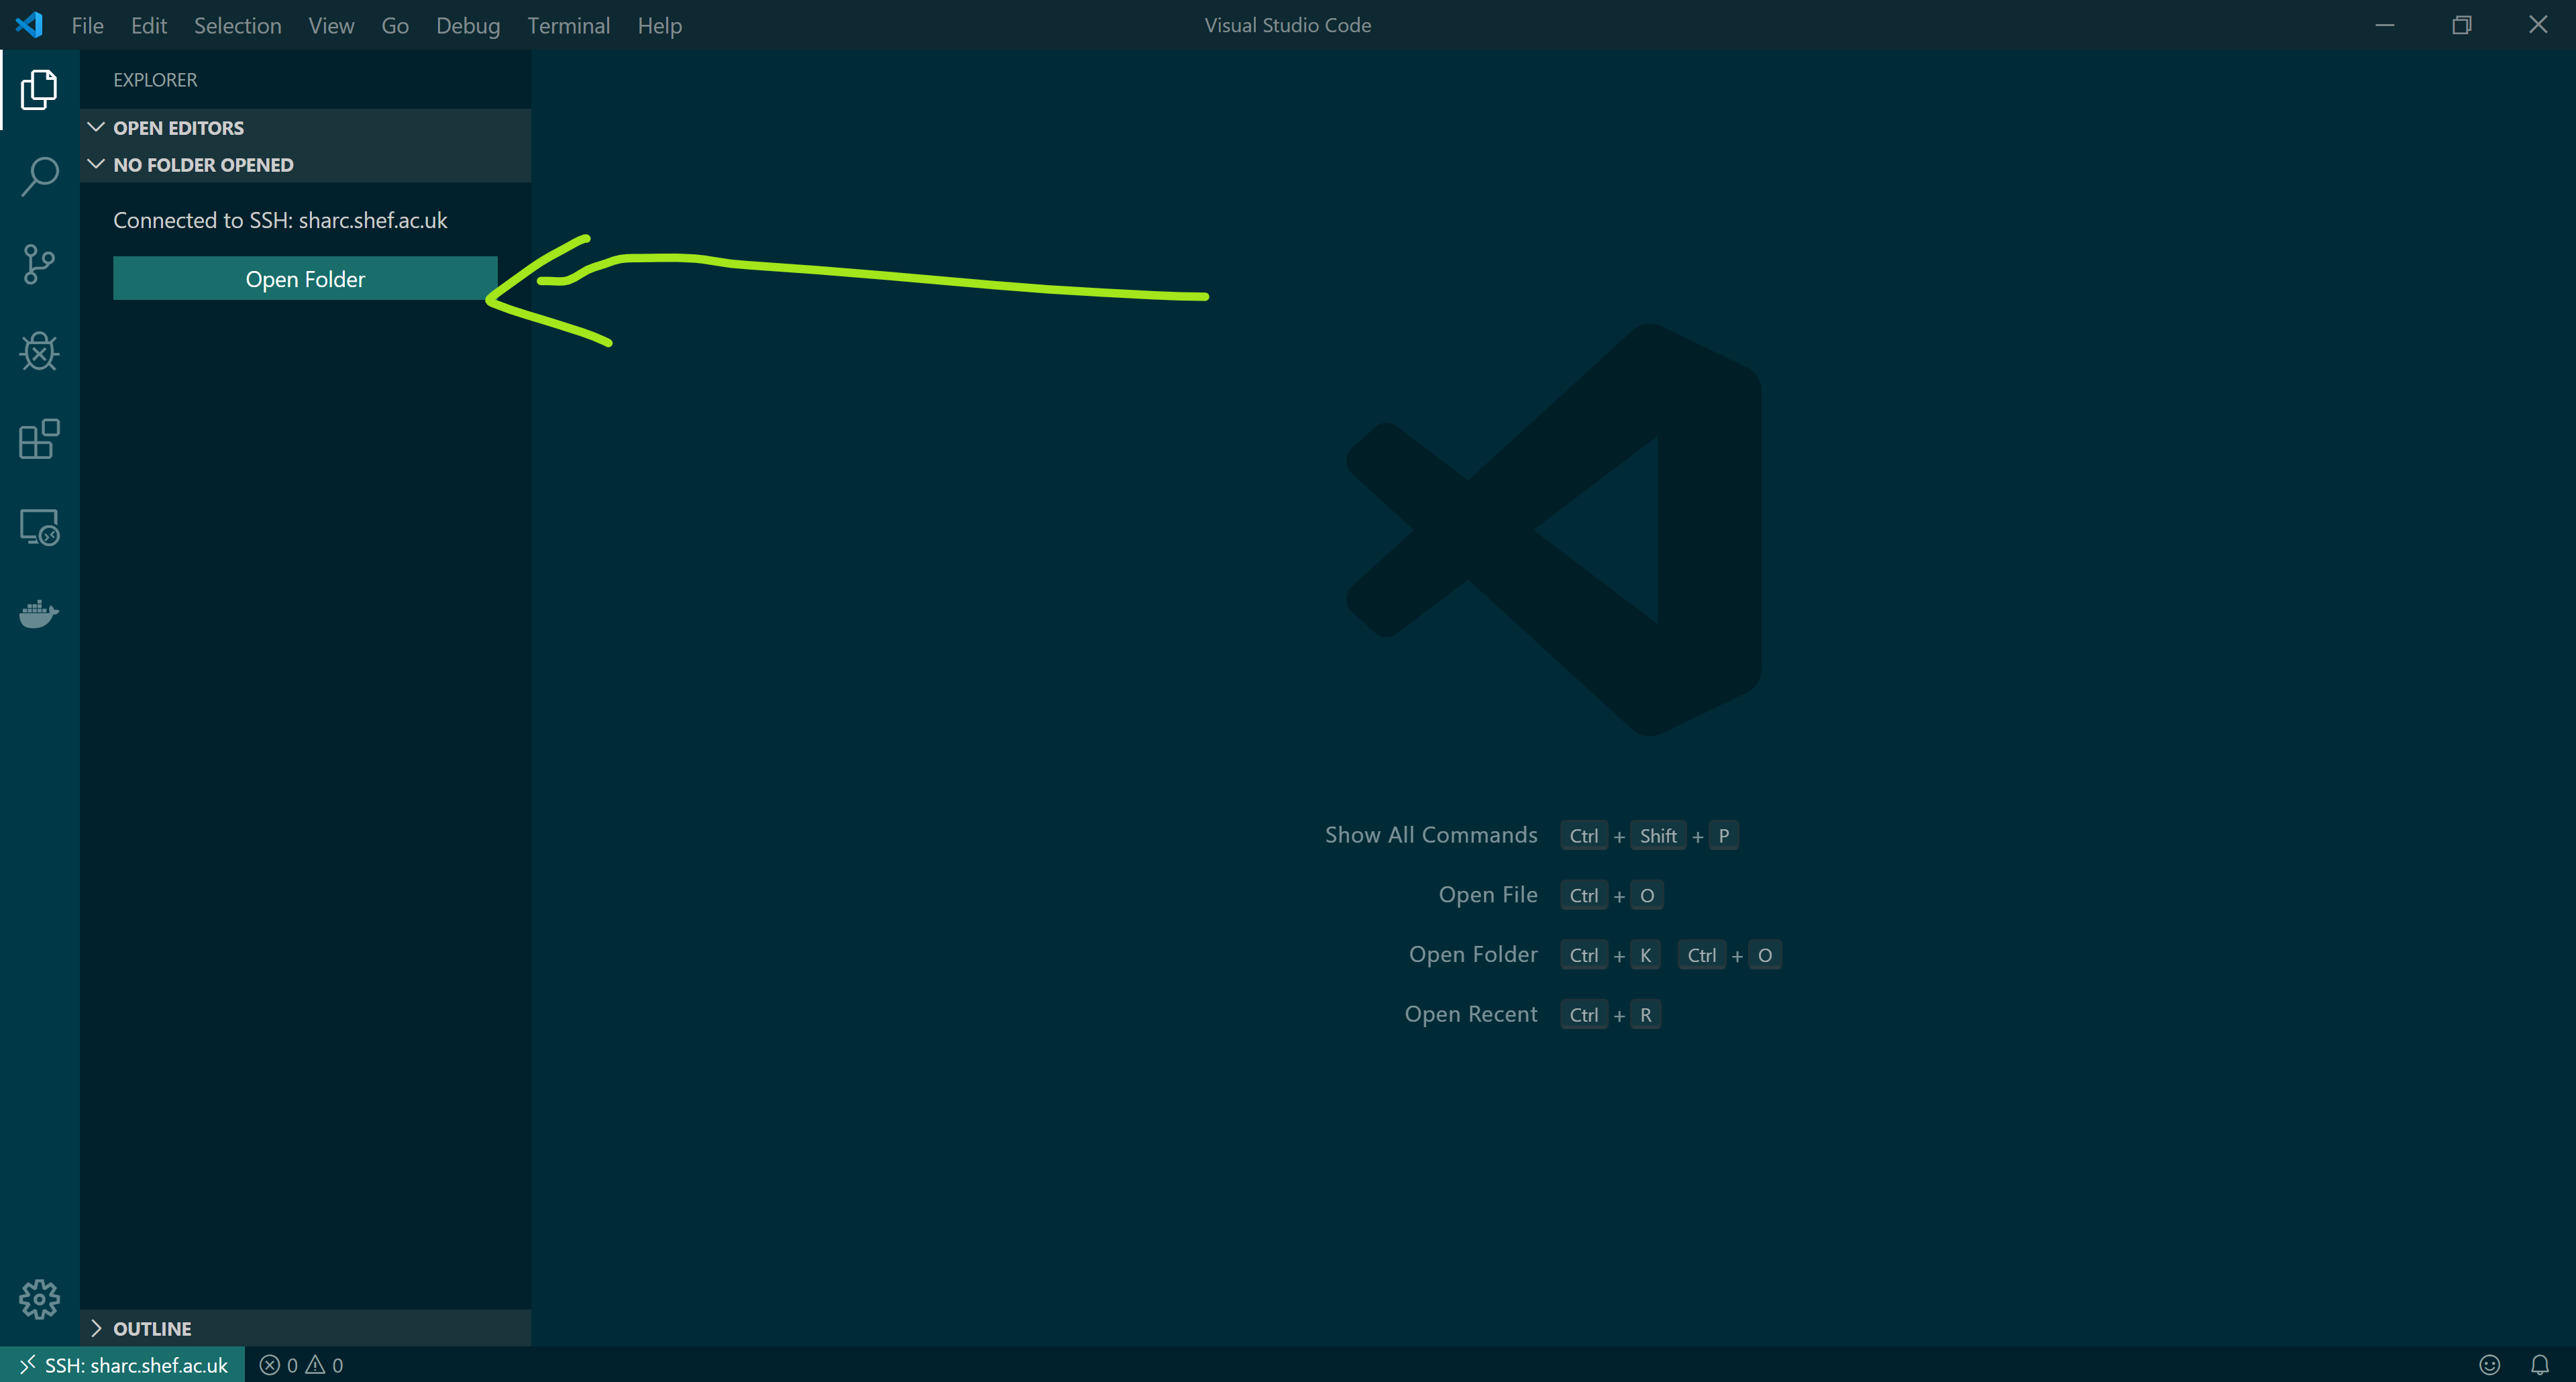 File Edit Selection View Go Debug Terminal Help
Visual Studio Code
EXPLORER
OPEN EDITORS
NO FOLDER OPENED
Connected to SSH: sharc.shef.ac.uk
Open Folder
Show All Commands Ctrl + Shift + P
Open File Ctrl + O
Open Folder Ctrl + K Ctrl + O
Open Recent Ctrl + R
OUTLINE
SSH: sharc.shef.ac.uk 0 0